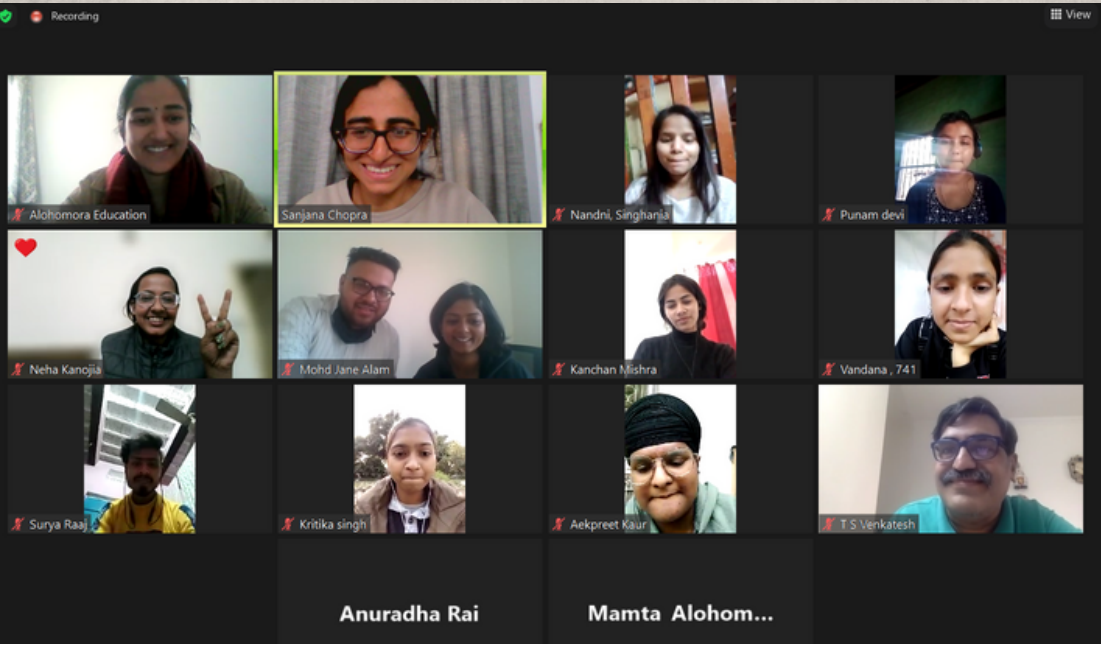 Recording
View
Alohomora Education
Sanjana Chopra
Nandni, Singhania
Punam devi
Neha Kanojia
Mohd Jane Alam
Kanchan Mishra
Vandana , 741
Surya Raaj
Kritika singh
Aekpreet Kaur
T S Venkatesh
Anuradha Rai
Mamta Alohom...